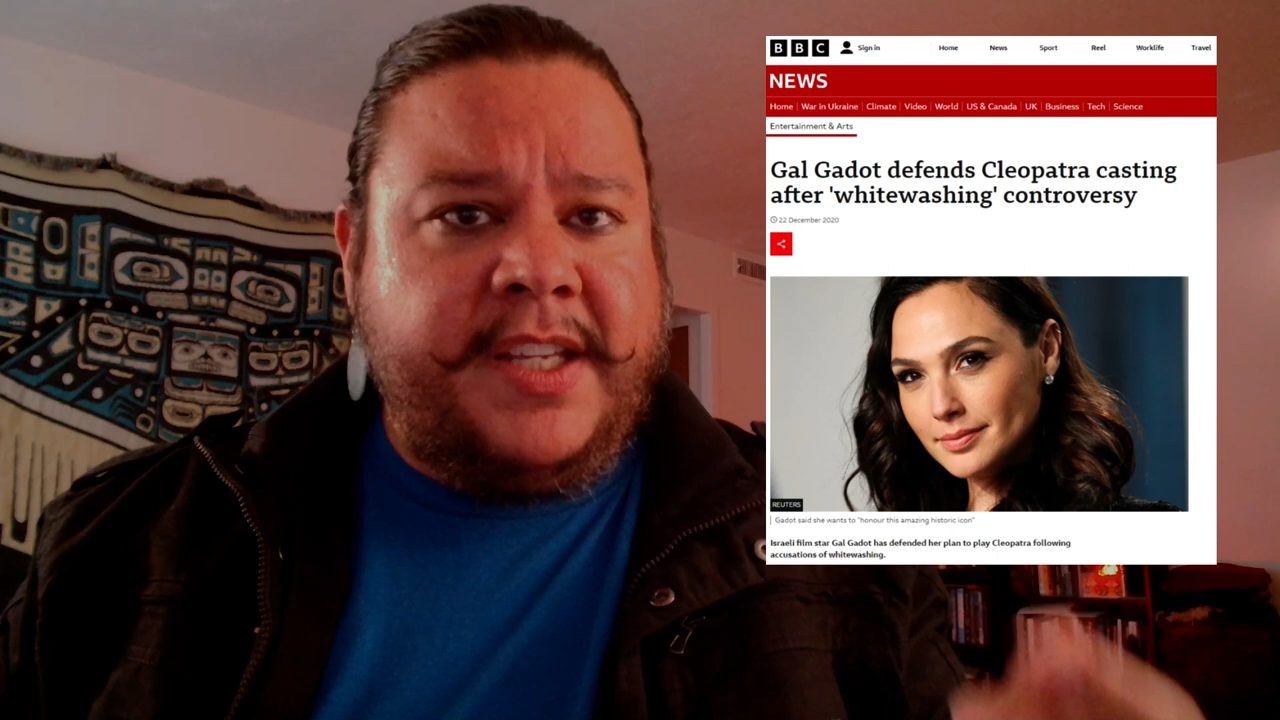 BBC Sign in Home News Sport Reel Worklife Travel
NEWS
Home War in Ukraine Climate Video World US & Canada UK Business Tech Science
Entertainment & Arts
Gal Gadot defends Cleopatra casting
after 'whitewashing' controversy
22 December 2020
REUTERS
Gadot said she wants to "honour this amazing historic icon"
Israeli film star Gal Gadot has defended her plan to play Cleopatra following
accusations of whitewashing.